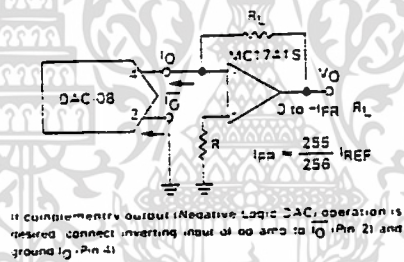 RL
IO
MC1741S
4
DAC-08
IO
2
VO
0 to +IFR RL
R
IFR = 255/256 IREF
If complementry output (Negative Logic DAC) operation is
desired connect inverting input of op amp to IO (Pin 2) and
ground IO (Pin 4)